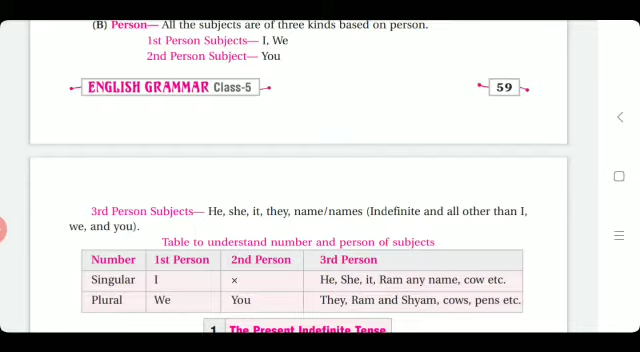 (B) Person— All the subjects are of three kinds based on person.
1st Person Subjects— I, We
2nd Person Subject— You
ENGLISH GRAMMAR Class-5
59
3rd Person Subjects— He, she, it, they, name/names (Indefinite and all other than I,
we, and you).
Table to understand number and person of subjects
Number 1st Person 2nd Person 3rd Person
Singular I × He, She, it, Ram any name, cow etc.
Plural We You They, Ram and Shyam, cows, pens etc.
1 The Present Indefinite Tense